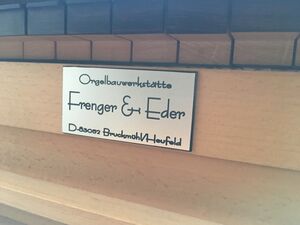 Orgelbauwerkstätte
Frenger & Eder
D-83052 Bruckmühl/Heufeld